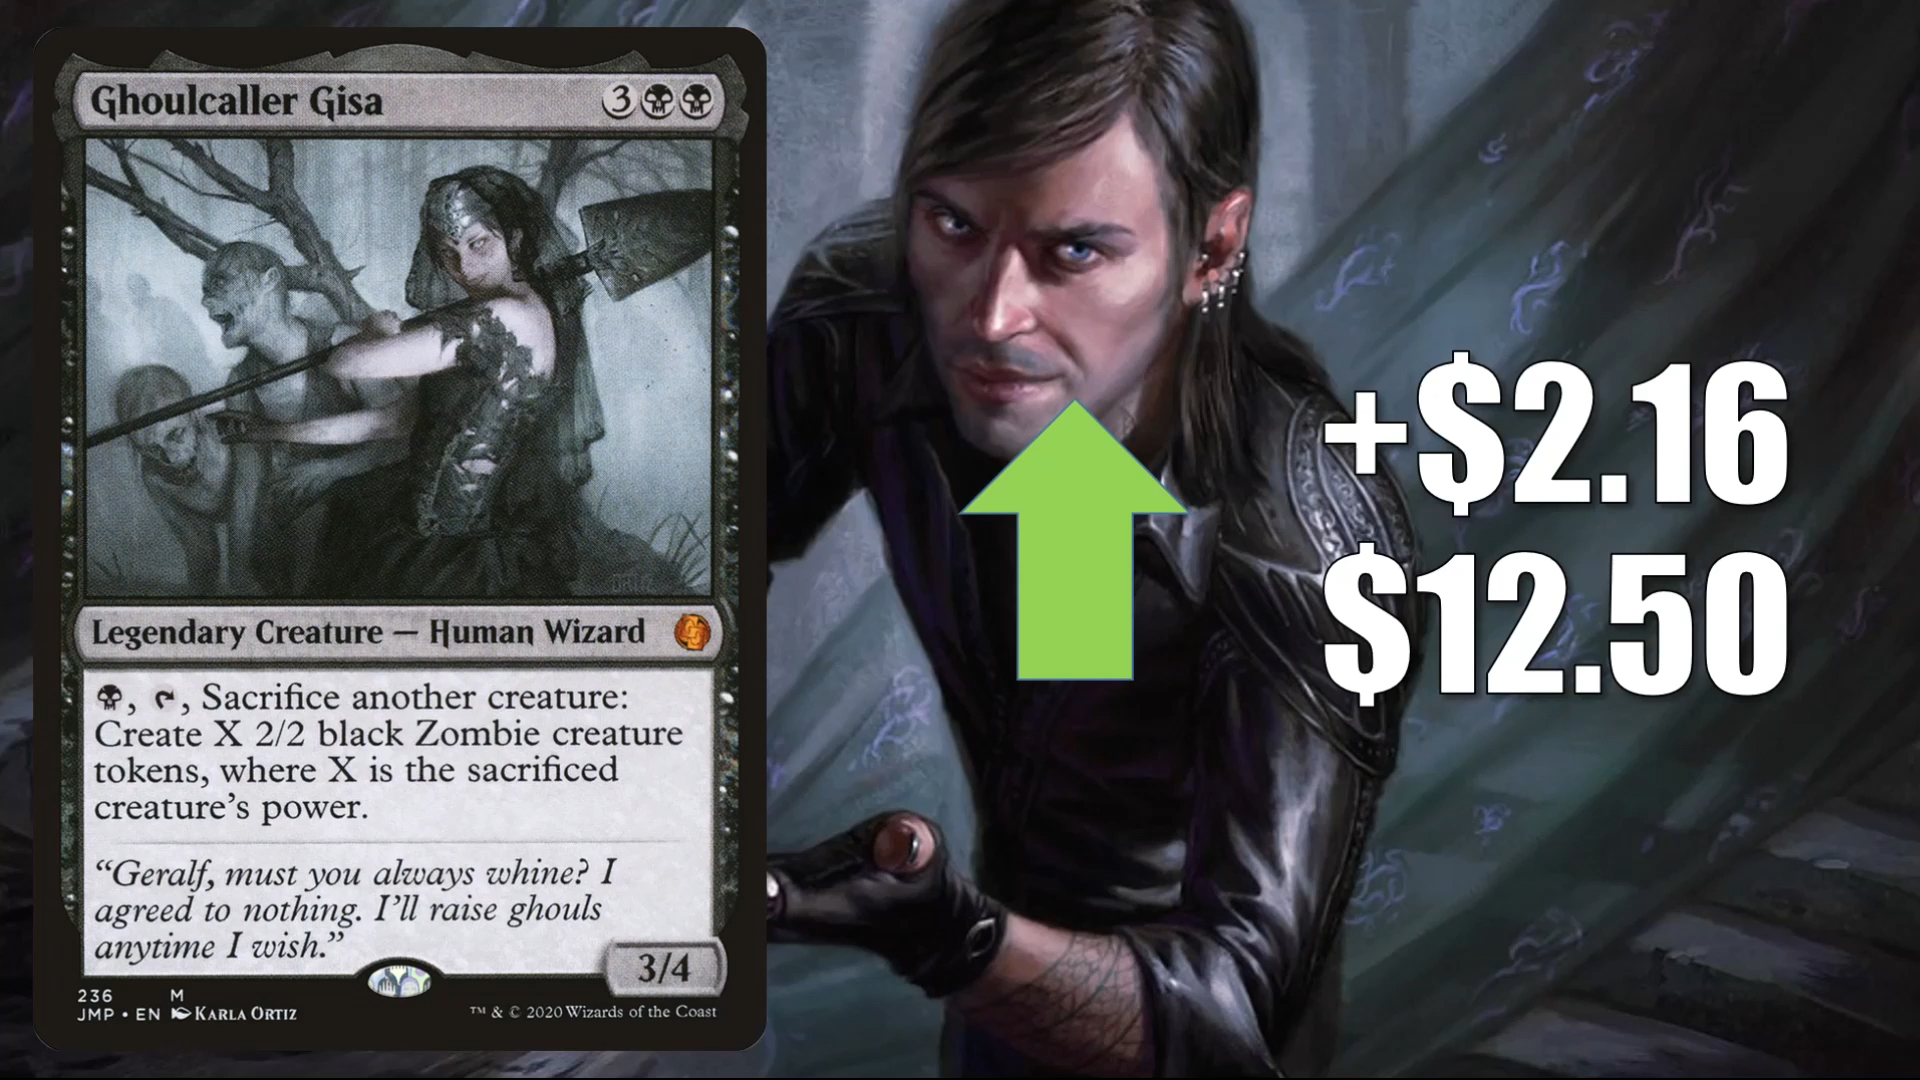 Ghoulcaller Gisa
3
Legendary Creature — Human Wizard
, , Sacrifice another creature:
Create X 2/2 black Zombie creature
tokens, where X is the sacrificed
creature's power.
“Geralf, must you always whine? I
agreed to nothing. I'll raise ghouls
anytime I wish.”
3/4
236 M
JMP • EN KARLA ORTIZ
™ & © 2020 Wizards of the Coast
+$2.16
$12.50